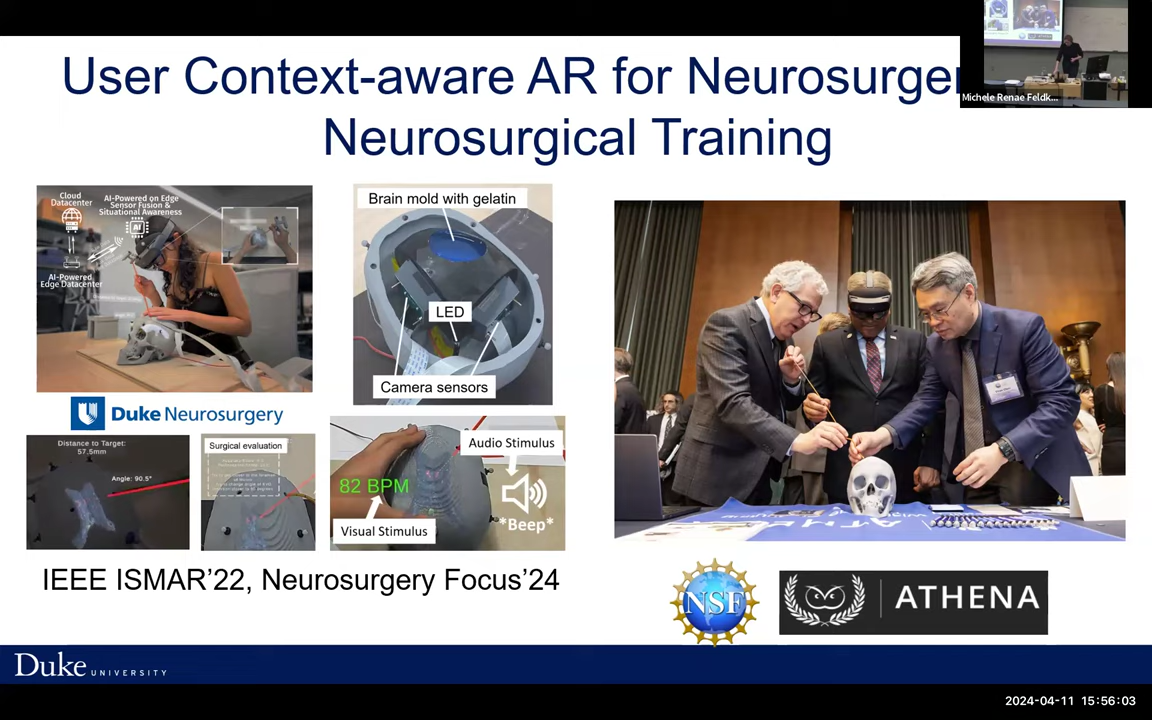 User Context-aware AR for Neurosurger
Neurosurgical Training
Michele Renae Feldk...
Cloud
Datacenter
AI-Powered on Edge
Sensor Fusion &
Situational Awareness
AI
AI-Powered
Edge Datacenter
Brain mold with gelatin
LED
Camera sensors
Duke Neurosurgery
Distance to Target:
57.5mm
Angle: 90.5°
Surgical evaluation
Audio Stimulus
82 BPM
*Beep*
Visual Stimulus
IEEE ISMAR'22, Neurosurgery Focus'24
NSF
ATHENA
Duke UNIVERSITY
2024-04-11 15:56:03